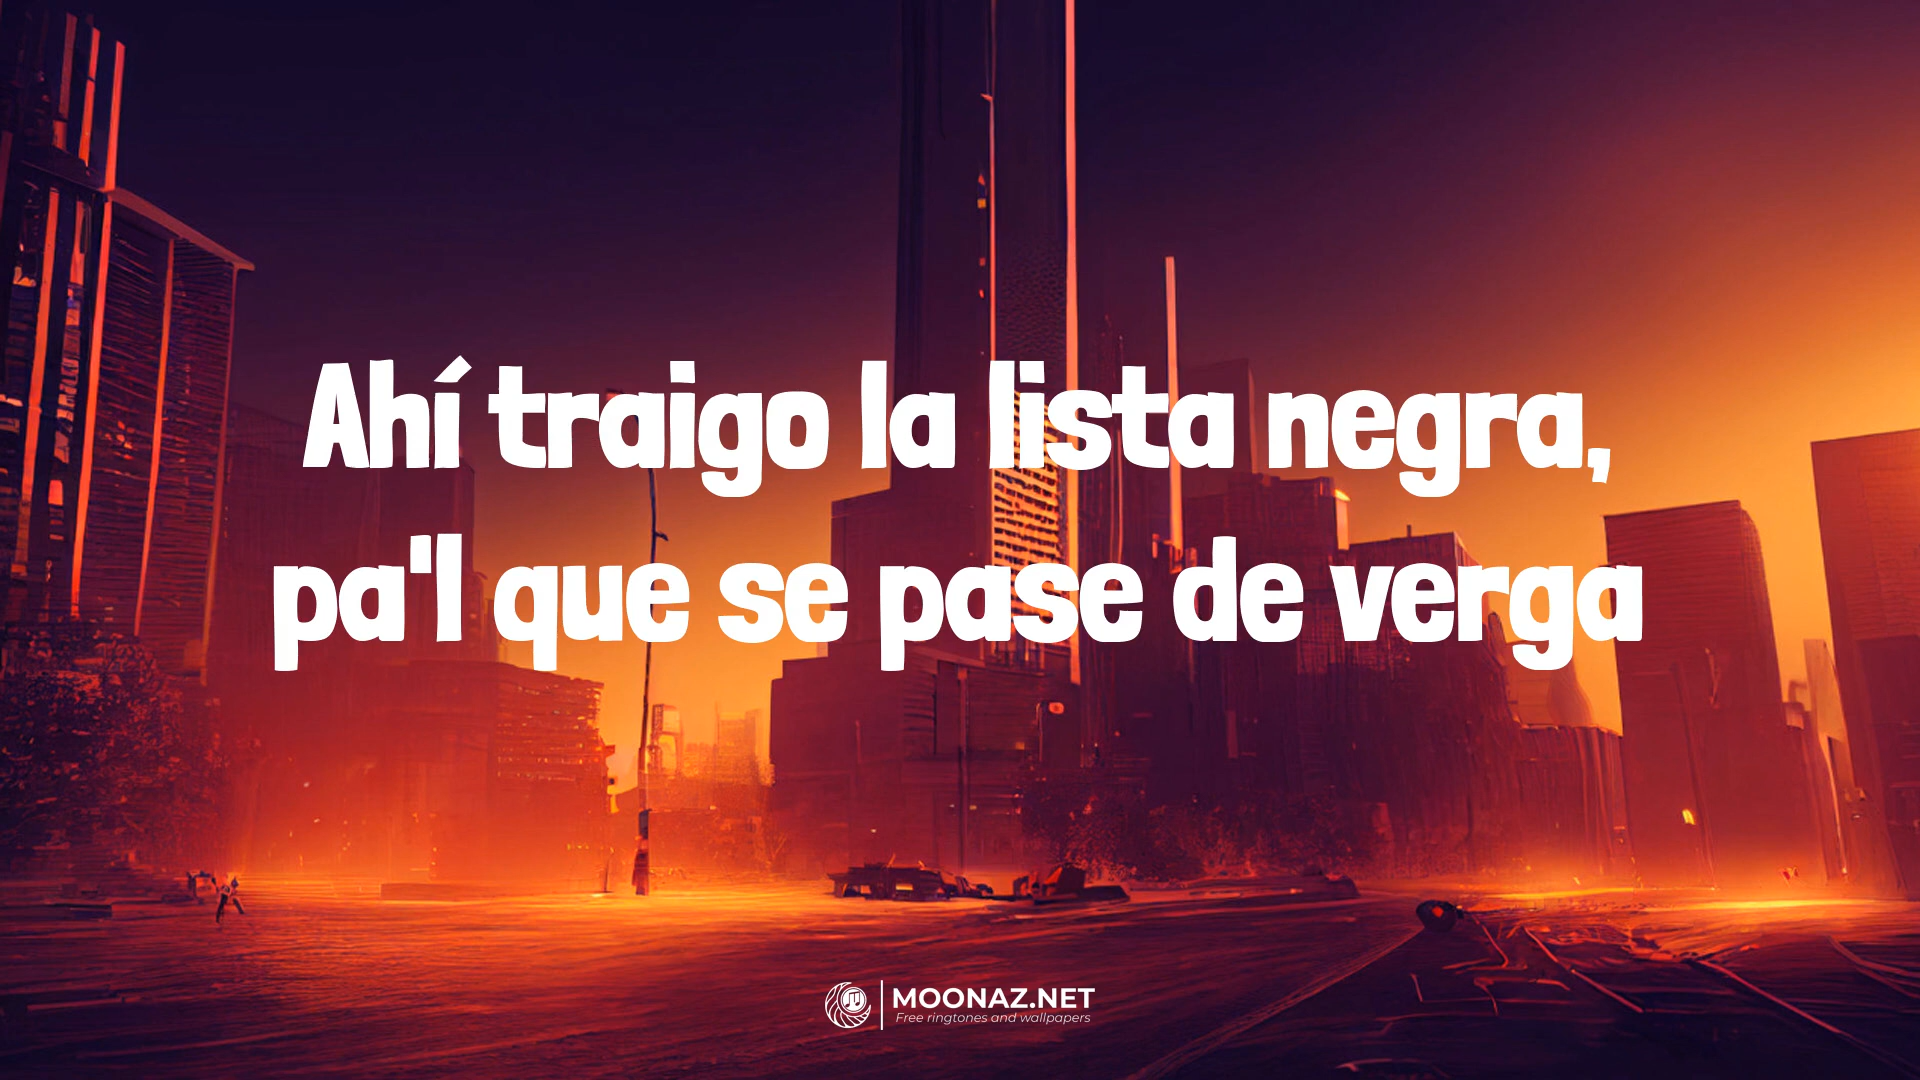 Ahí traigo la lista negra,
pa'l que se pase de verga
MOONAZ.NET
Free ringtones and wallpapers